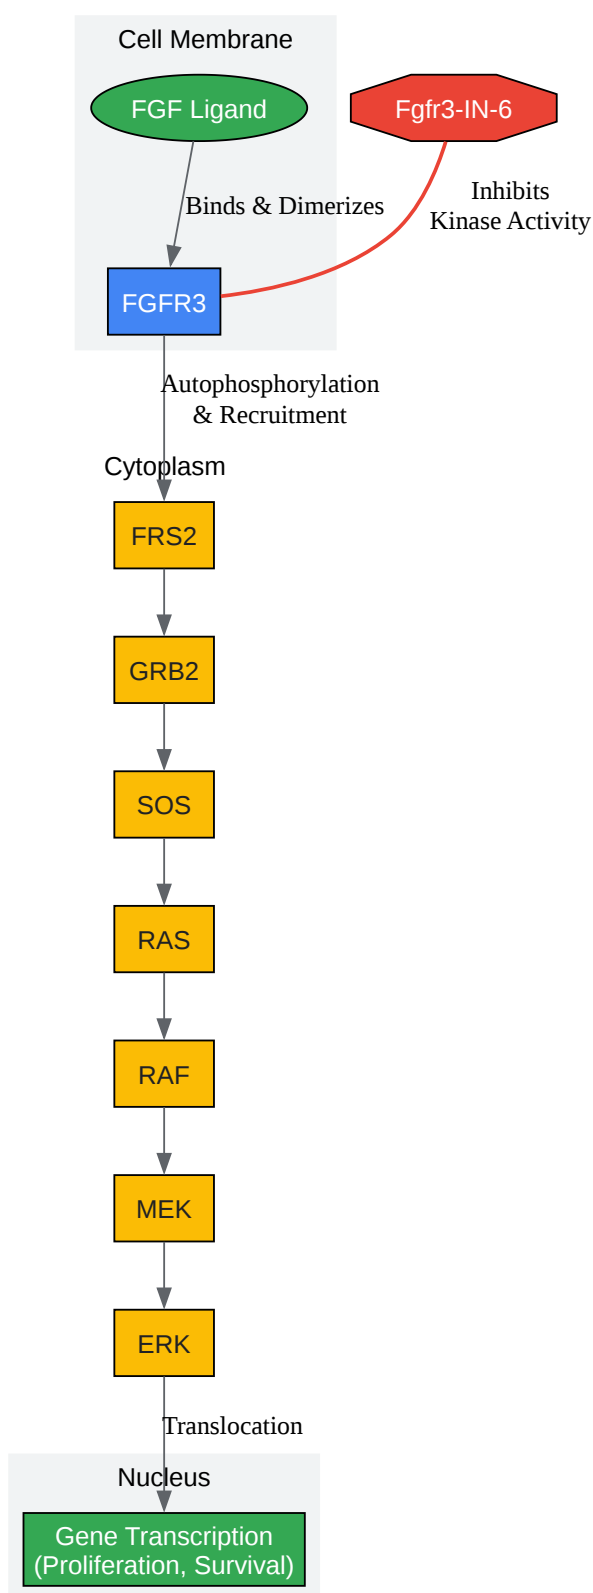 Cell Membrane
FGF Ligand
Fgfr3-IN-6
Binds & Dimerizes
Inhibits
Kinase Activity
FGFR3
Autophosphorylation
& Recruitment
Cytoplasm
FRS2
GRB2
SOS
RAS
RAF
MEK
ERK
Translocation
Nucleus
Gene Transcription
(Proliferation, Survival)